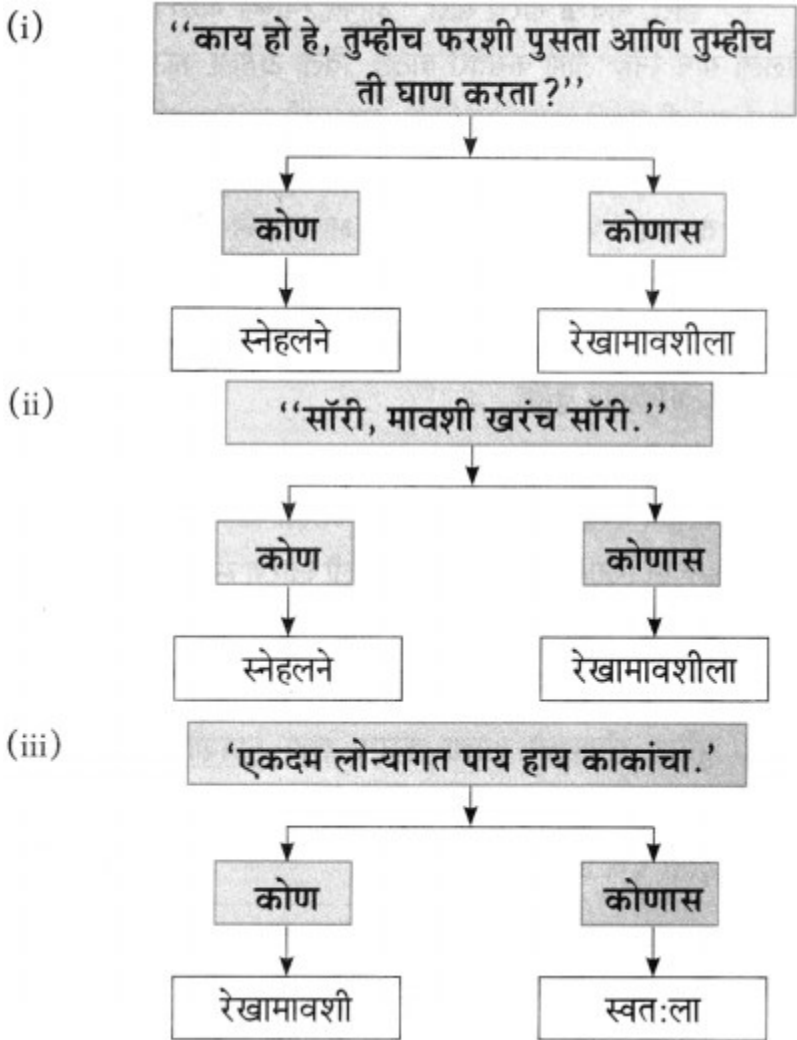 (i)
‘‘काय हो हे, तुम्हीच फरशी पुसता आणि तुम्हीच
ती घाण करता?’’
कोण कोणास
स्नेहलने रेखामावशीला
(ii)
‘‘सॉरी, मावशी खरंच सॉरी.’’
कोण कोणास
स्नेहलने रेखामावशीला
(iii)
‘एकदम लोन्यागत पाय हाय काकांचा.’
कोण कोणास
रेखामावशी स्वत:ला